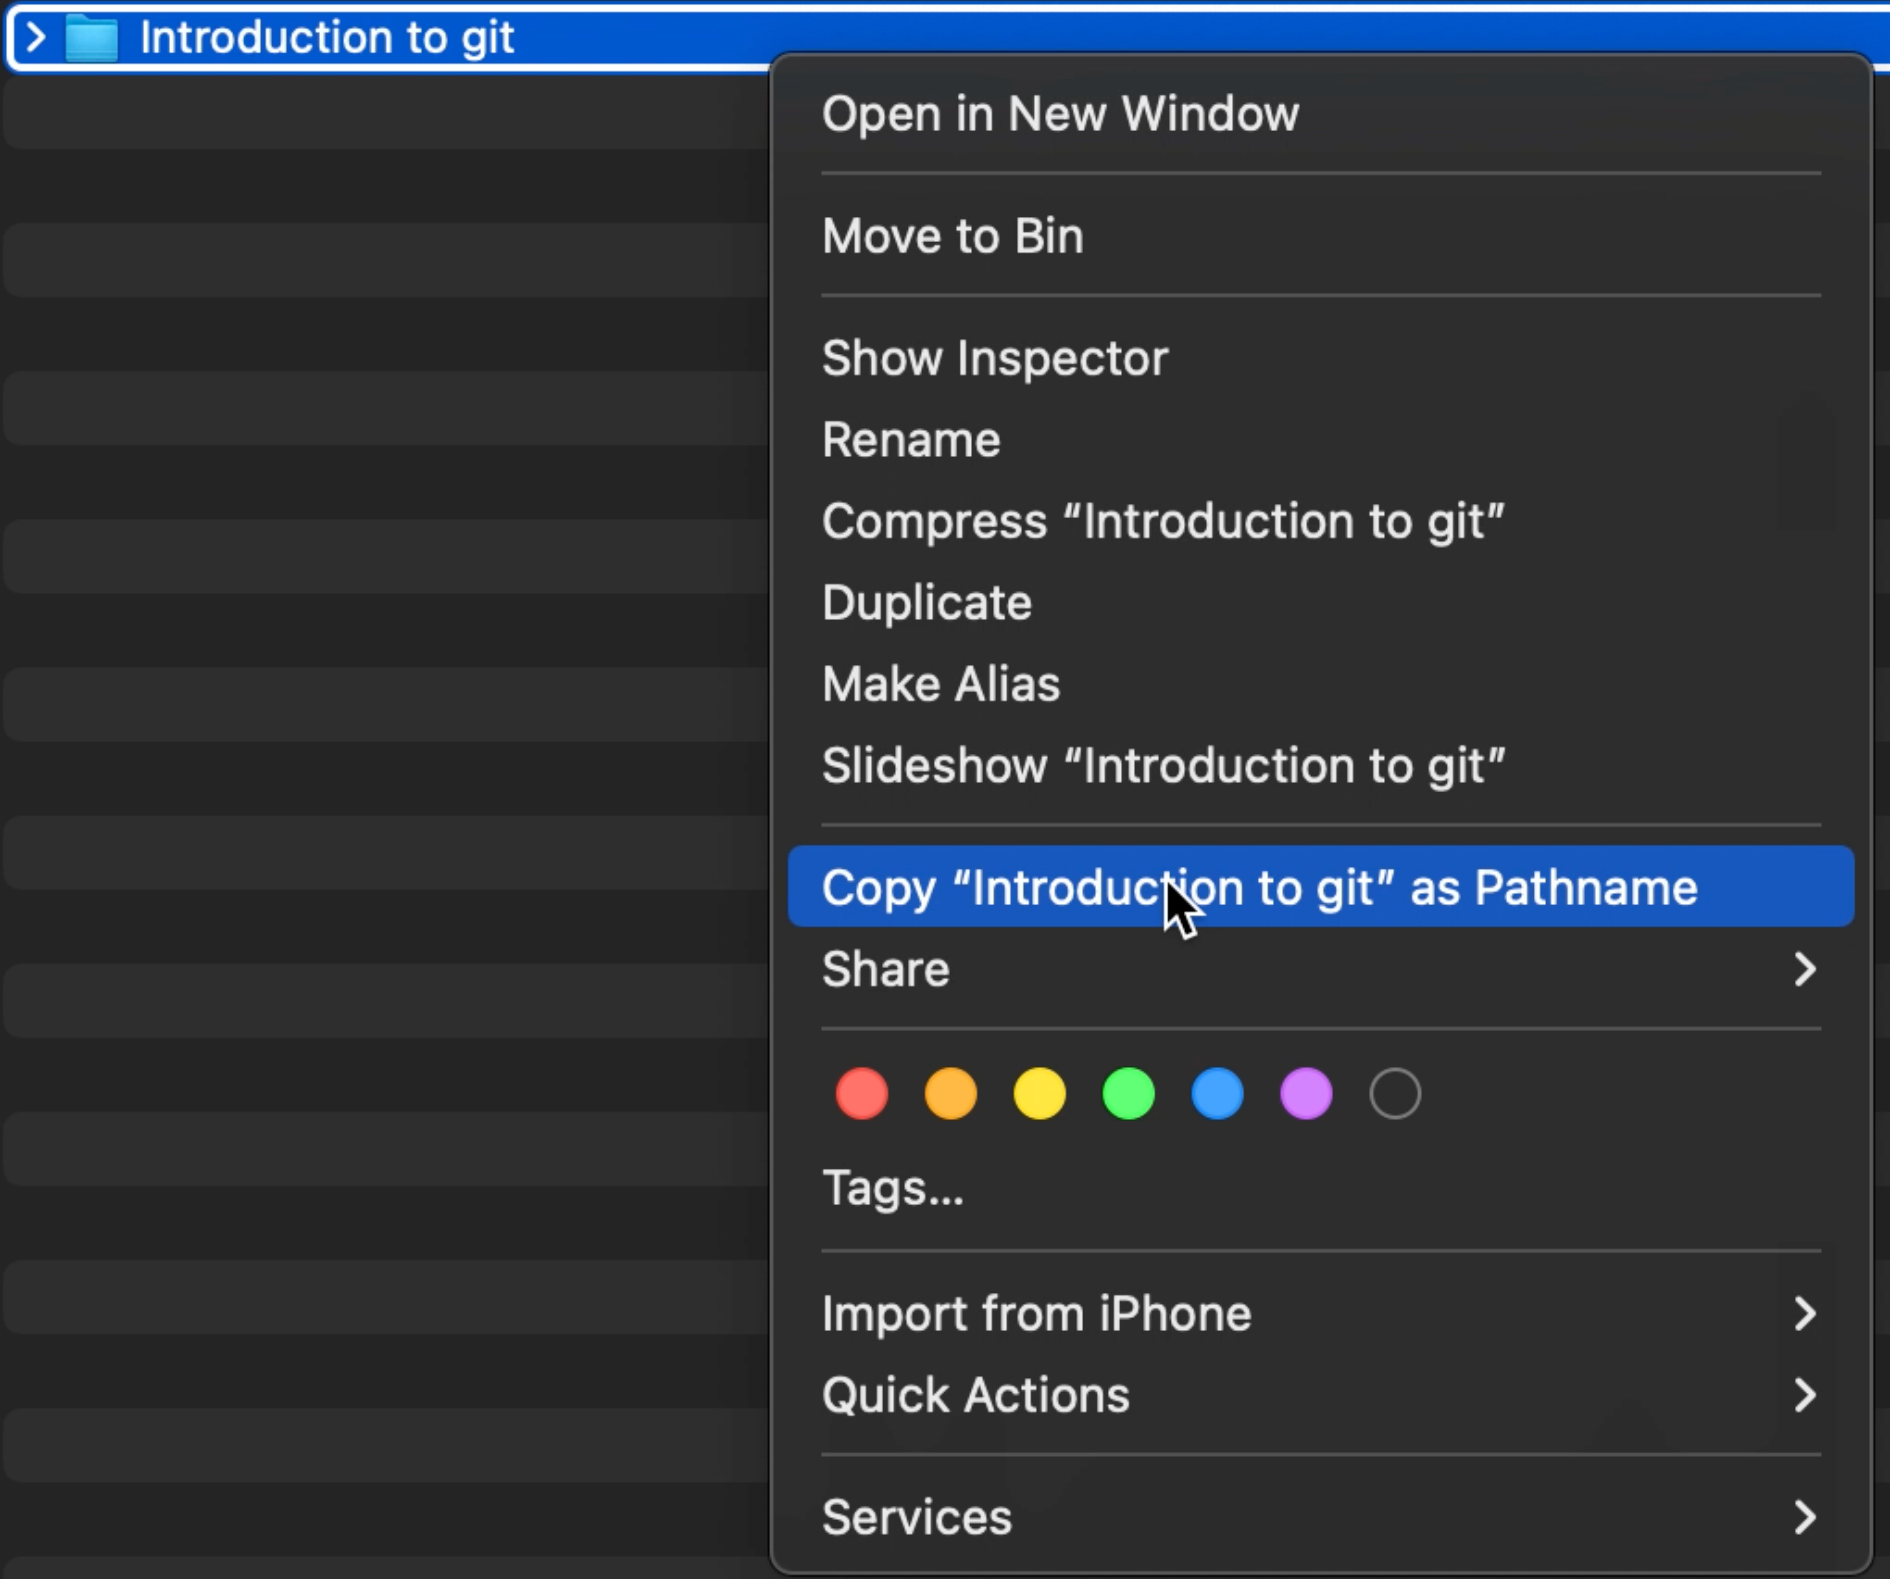 Introduction to git
Open in New Window
Move to Bin
Show Inspector
Rename
Compress “Introduction to git”
Duplicate
Make Alias
Slideshow “Introduction to git”
Copy “Introduction to git” as Pathname
Share
Tags...
Import from iPhone
Quick Actions
Services